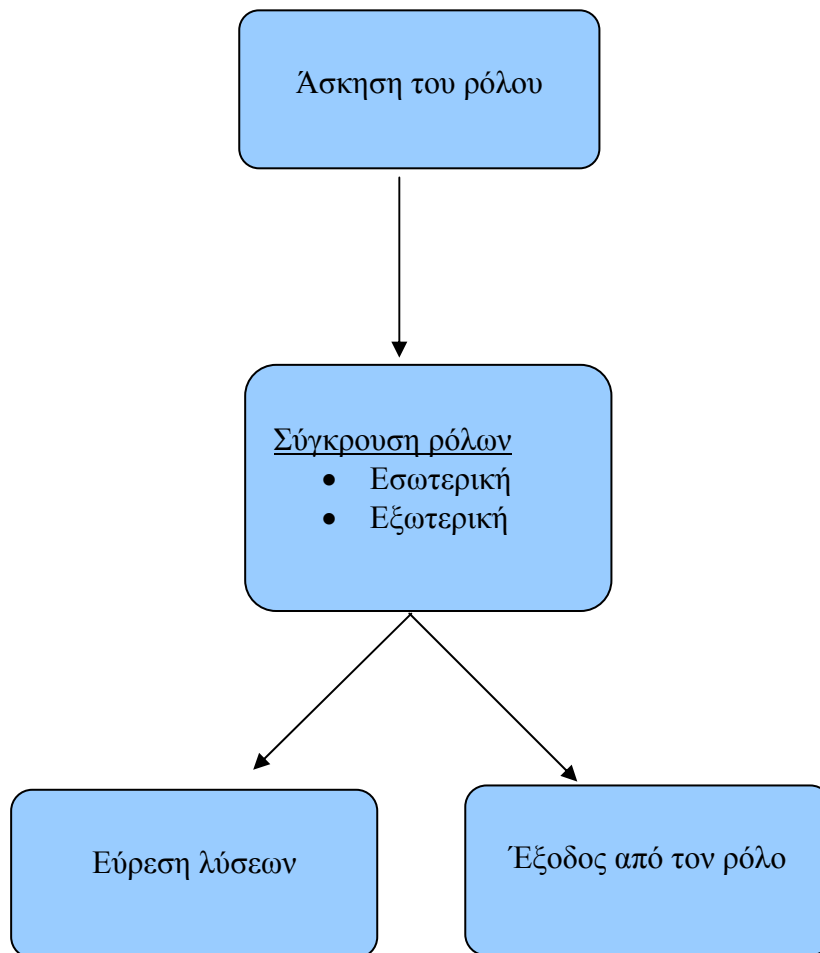 Άσκηση του ρόλου
Σύγκρουση ρόλων
• Εσωτερική
• Εξωτερική
Εύρεση λύσεων
Έξοδος από τον ρόλο